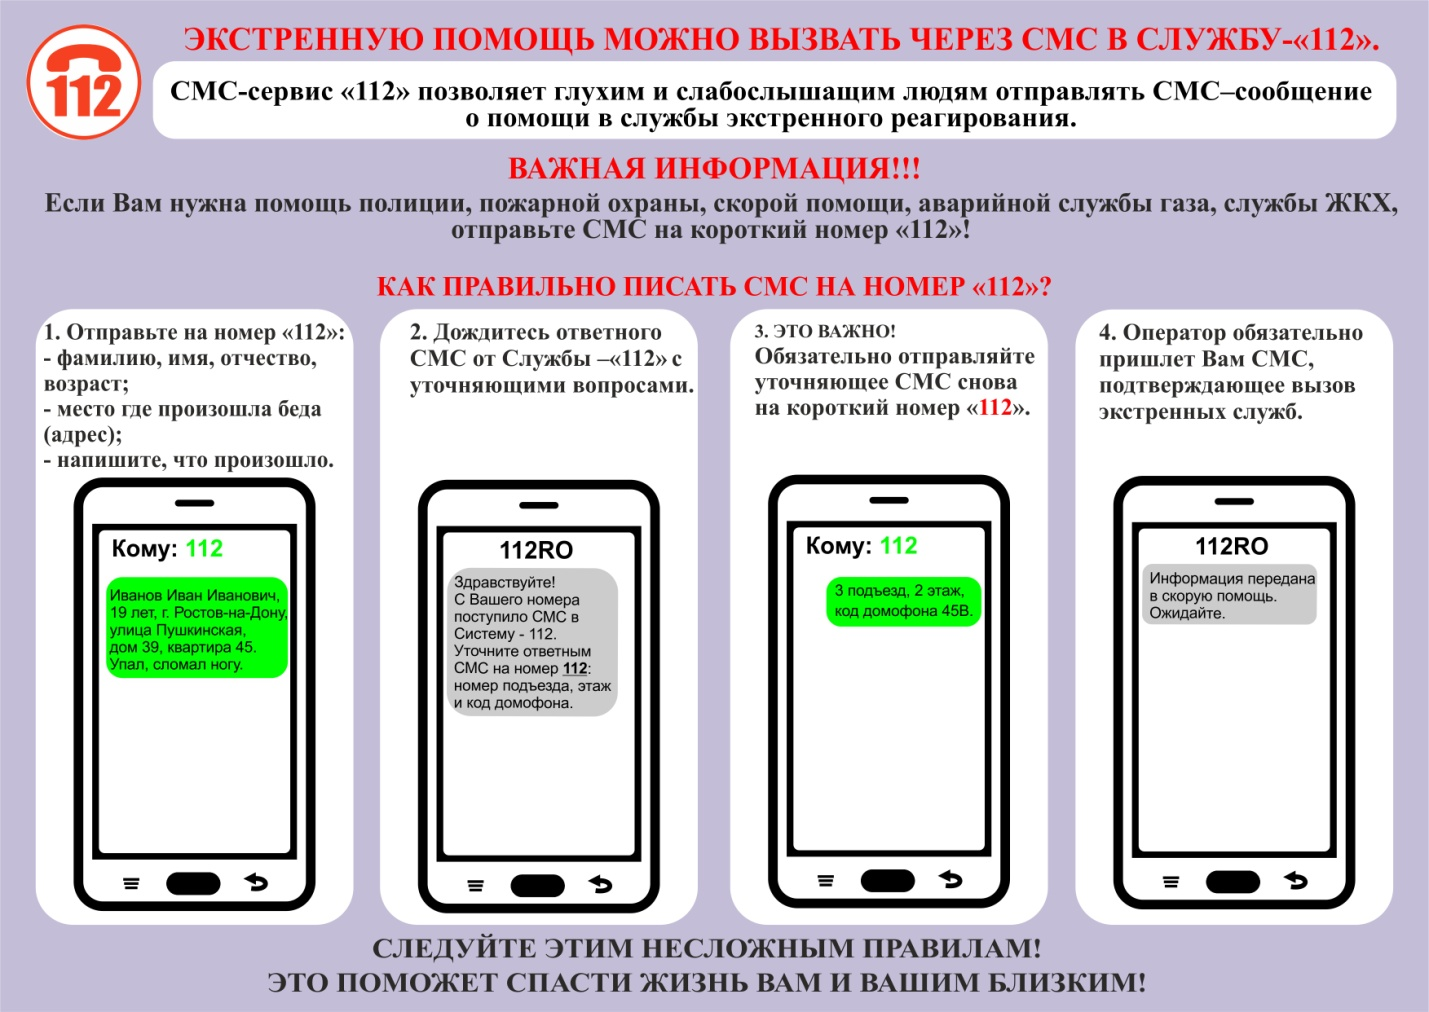 112
ЭКСТРЕННУЮ ПОМОЩЬ МОЖНО ВЫЗВАТЬ ЧЕРЕЗ СМС В СЛУЖБУ-«112».
СМС-сервис «112» позволяет глухим и слабослышащим людям отправлять СМС–сообщение
о помощи в службы экстренного реагирования.
ВАЖНАЯ ИНФОРМАЦИЯ!!!
Если Вам нужна помощь полиции, пожарной охраны, скорой помощи, аварийной службы газа, службы ЖКХ,
отправьте СМС на короткий номер «112»!
КАК ПРАВИЛЬНО ПИСАТЬ СМС НА НОМЕР «112»?
1. Отправьте на номер «112»:
- фамилию, имя, отчество,
возраст;
- место где произошла беда
(адрес);
- напишите, что произошло.
Кому: 112
Иванов Иван Иванович,
19 лет, г. Ростов-на-Дону,
улица Пушкинская,
дом 39, квартира 45.
Упал, сломал ногу.
2. Дождитесь ответного
СМС от Службы –«112» с
уточняющими вопросами.
112RO
Здравствуйте!
С Вашего номера
поступило СМС в
Систему - 112.
Уточните ответным
СМС на номер 112:
номер подъезда, этаж
и код домофона.
3. ЭТО ВАЖНО!
Обязательно отправляйте
уточняющее СМС снова
на короткий номер «112».
Кому: 112
3 подъезд, 2 этаж,
код домофона 45В.
4. Оператор обязательно
пришлет Вам СМС,
подтверждающее вызов
экстренных служб.
112RO
Информация передана
в скорую помощь.
Ожидайте.
СЛЕДУЙТЕ ЭТИМ НЕСЛОЖНЫМ ПРАВИЛАМ!
ЭТО ПОМОЖЕТ СПАСТИ ЖИЗНЬ ВАМ И ВАШИМ БЛИЗКИМ!